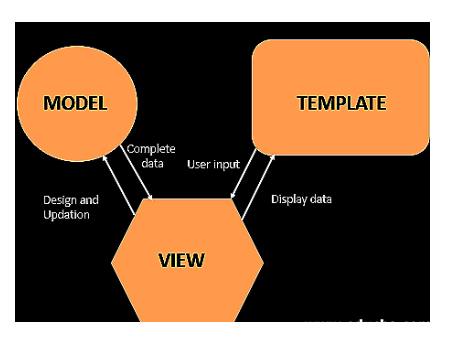 MODEL
TEMPLATE
Complete
data
User input
Design and
Updation
Display data
VIEW